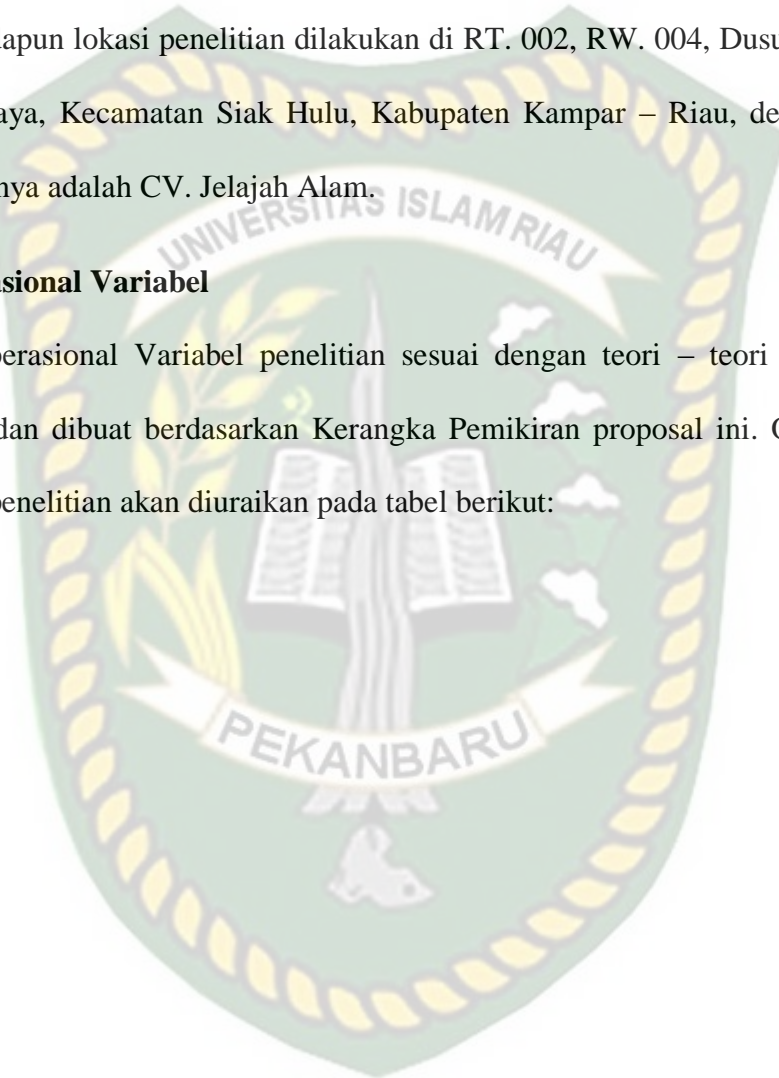 dapun lokasi penelitian dilakukan di RT. 002, RW. 004, Dusu
aya, Kecamatan Siak Hulu, Kabupaten Kampar – Riau, de
nya adalah CV. Jelajah Alam.
UNIVERSITAS ISLAM RIAU
asional Variabel
perasional Variabel penelitian sesuai dengan teori – teori
dan dibuat berdasarkan Kerangka Pemikiran proposal ini. O
penelitian akan diuraikan pada tabel berikut:
PEKANBARU